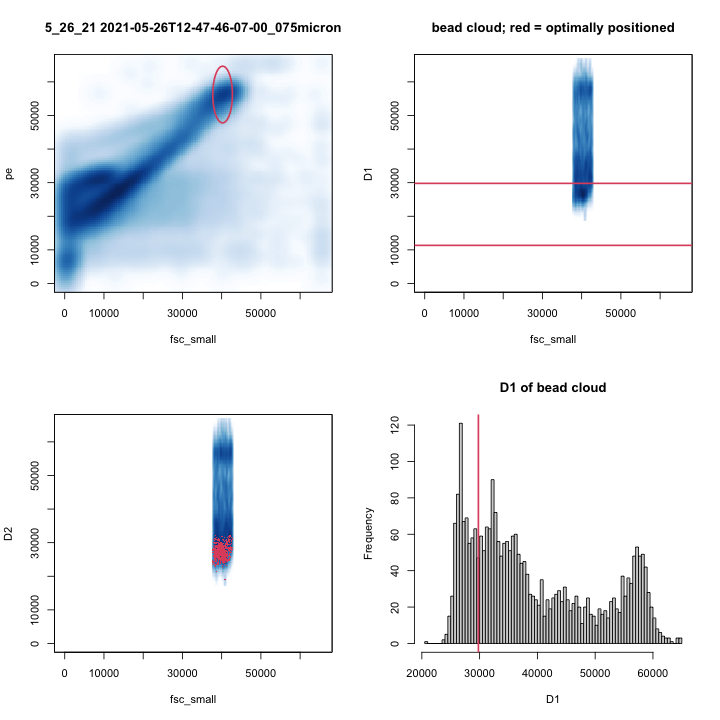 5_26_21 2021-05-26T12-47-46-07-00_075micron
pe
0 10000 30000 50000
0 10000 30000 50000
fsc_small
bead cloud; red = optimally positioned
D1
0 10000 30000 50000
0 10000 30000 50000
fsc_small
D2
0 10000 30000 50000
0 10000 30000 50000
fsc_small
D1 of bead cloud
Frequency
0 20 40 60 80 100 120
20000 30000 40000 50000 60000
D1